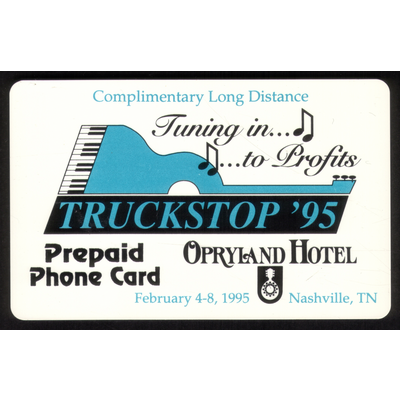 Complimentary Long Distance
Tuning in...
...to Profits
TRUCKSTOP '95
Prepaid
Phone Card
OPRYLAND HOTEL
February 4-8, 1995 Nashville, TN